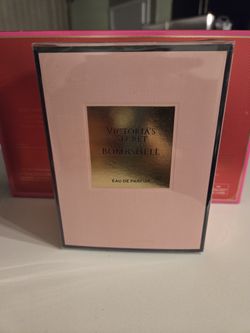 VICTORIA'S
SECRET
BOMBSHELL
EAU DE PARFUM